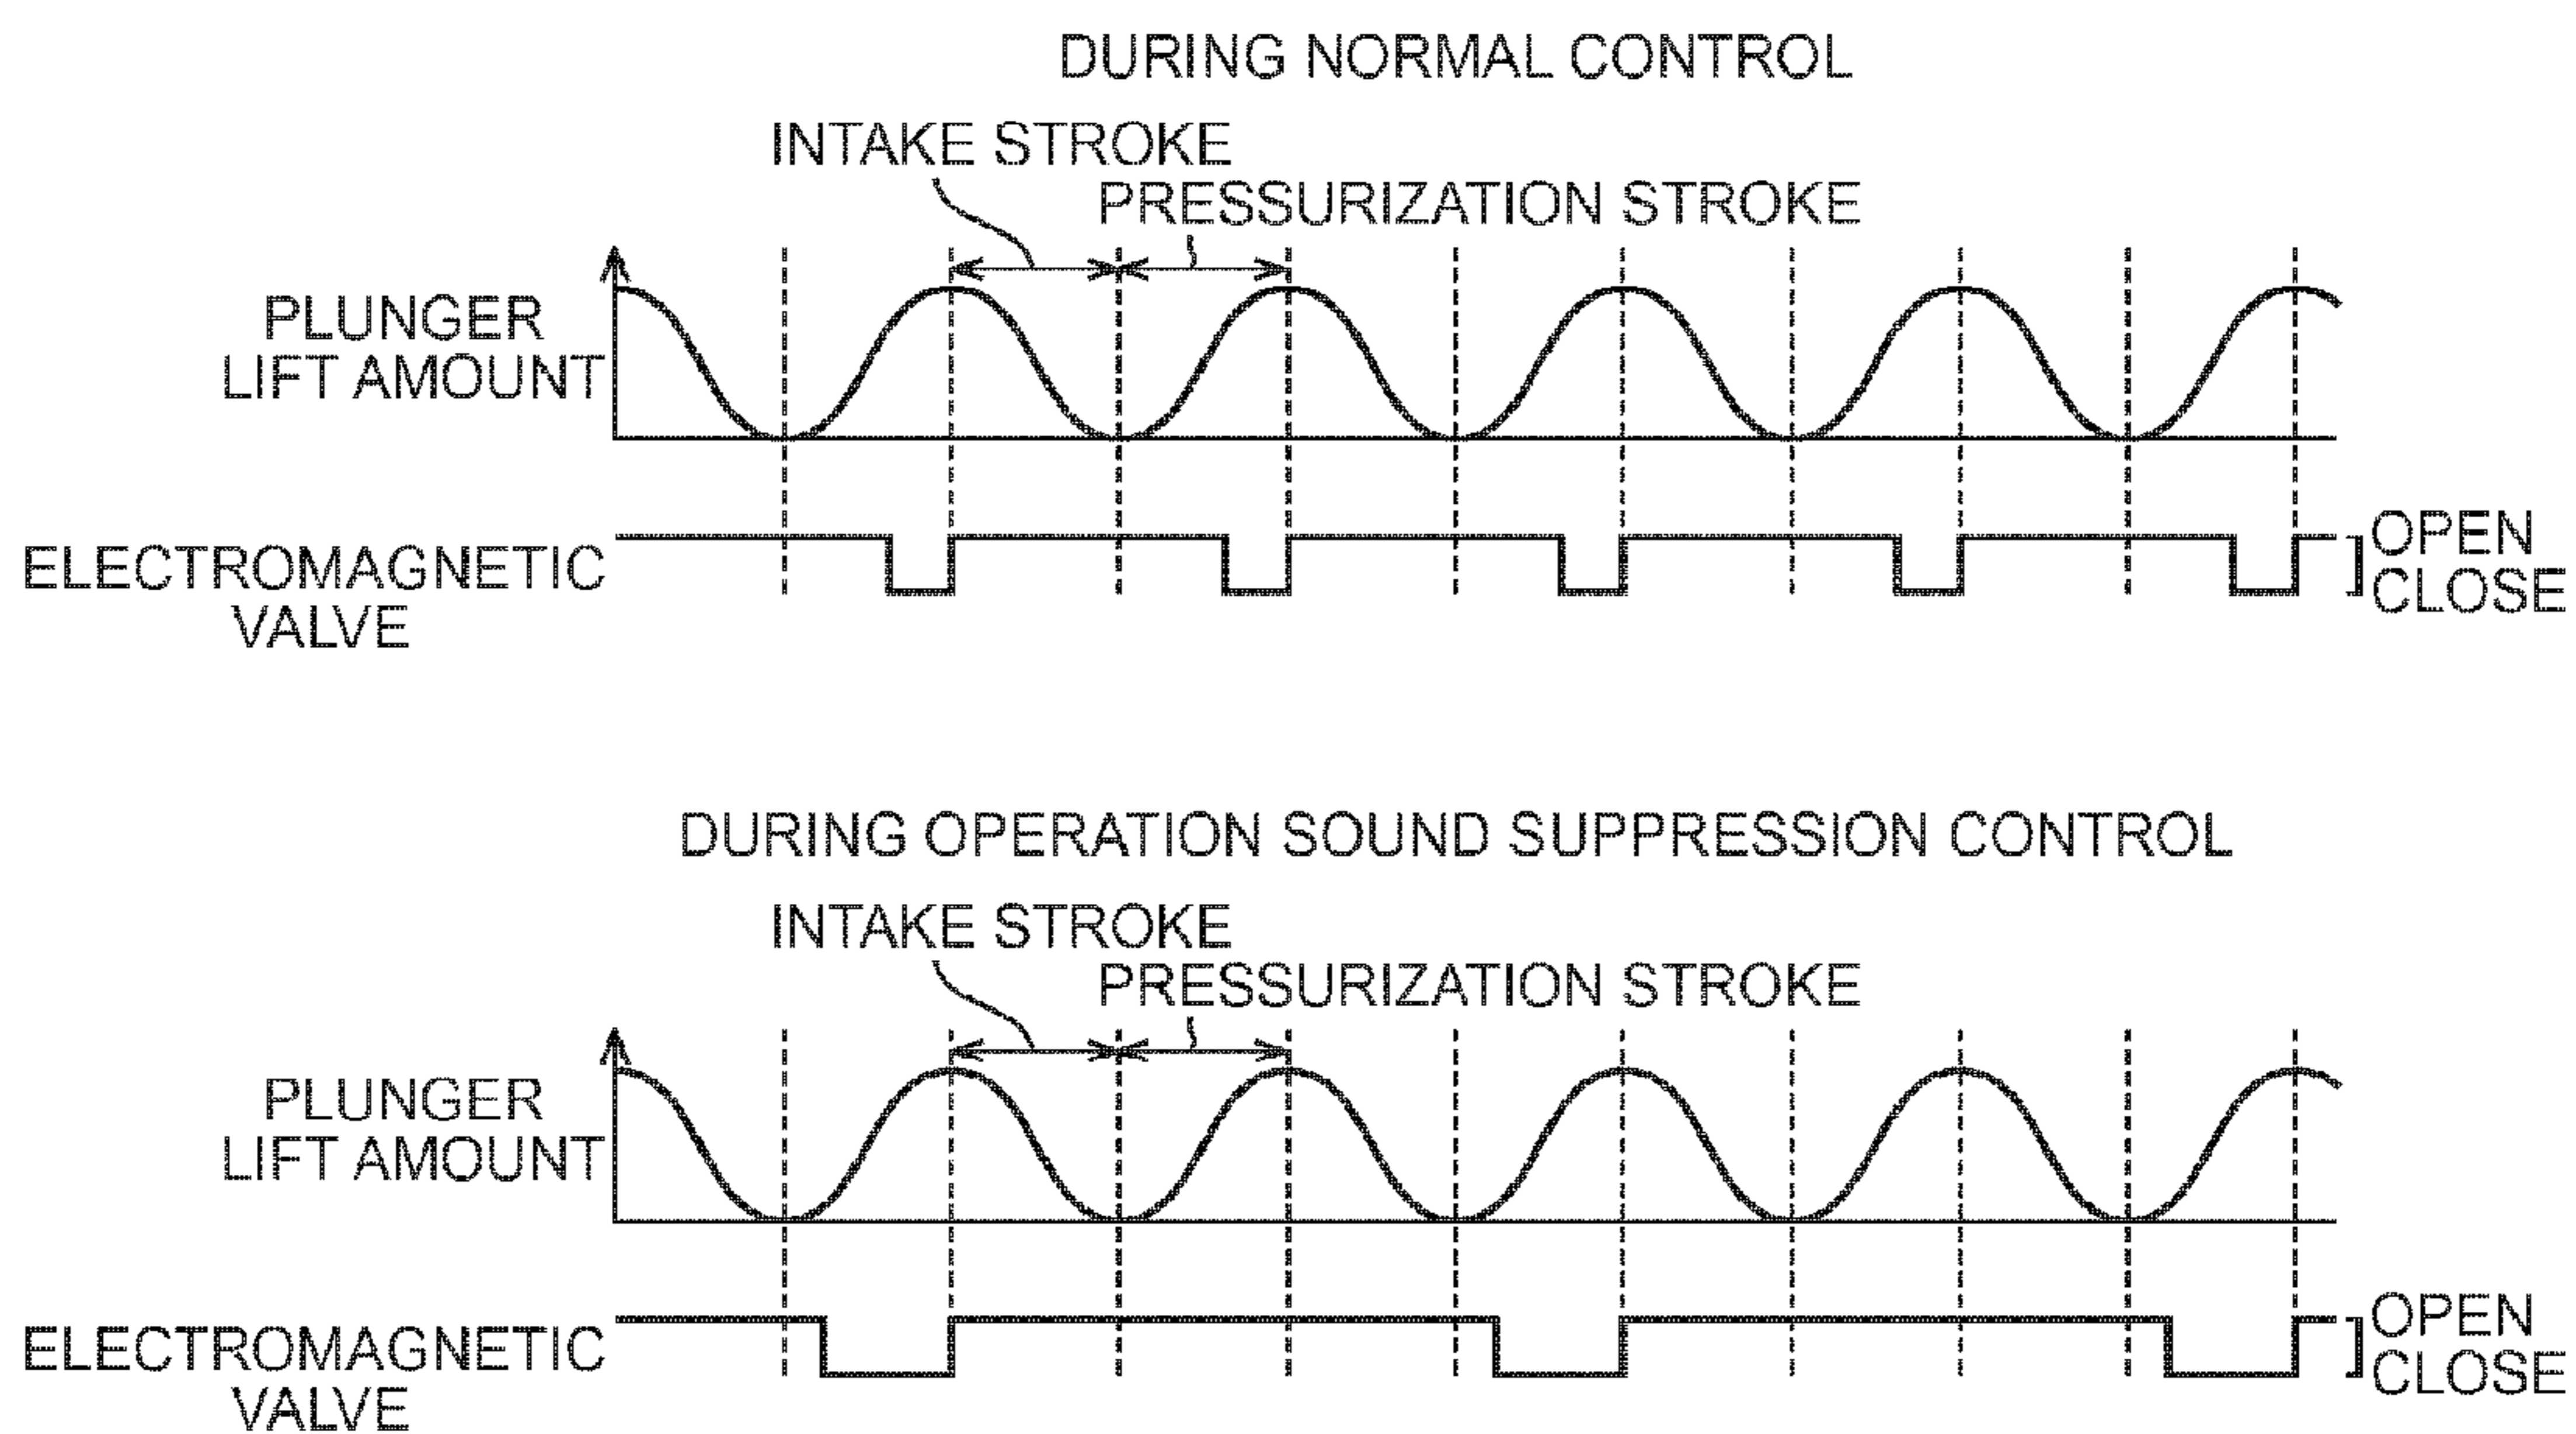 DURING NORMAL CONTROL
INTAKE STROKE
PRESSURIZATION STROKE
PLUNGER
LIFT AMOUNT
ELECTROMAGNETIC
VALVE
OPEN
CLOSE
DURING OPERATION SOUND SUPPRESSION CONTROL
INTAKE STROKE
PRESSURIZATION STROKE
PLUNGER
LIFT AMOUNT
ELECTROMAGNETIC
VALVE
OPEN
CLOSE